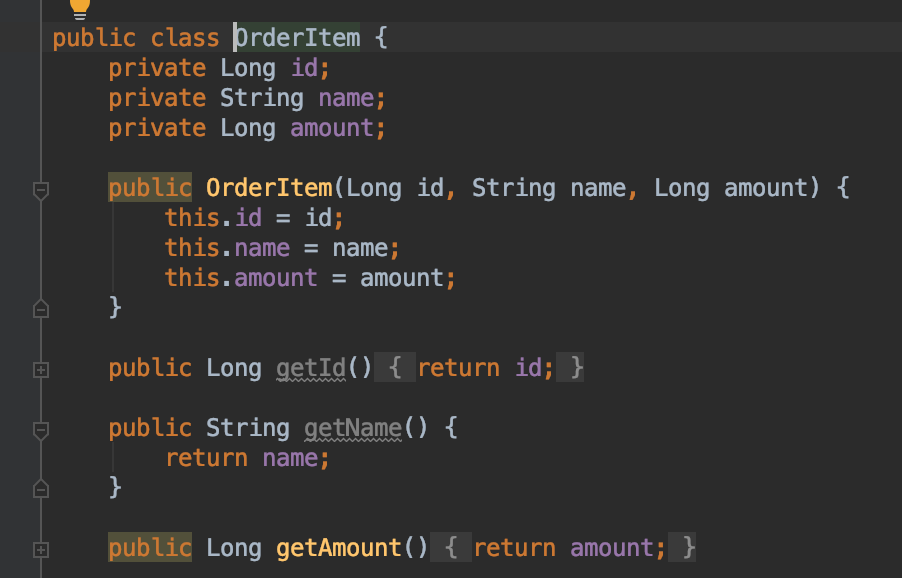 public class OrderItem {
    private Long id;
    private String name;
    private Long amount;

    public OrderItem(Long id, String name, Long amount) {
        this.id = id;
        this.name = name;
        this.amount = amount;
    }

    public Long getId() { return id; }

    public String getName() {
        return name;
    }

    public Long getAmount() { return amount; }